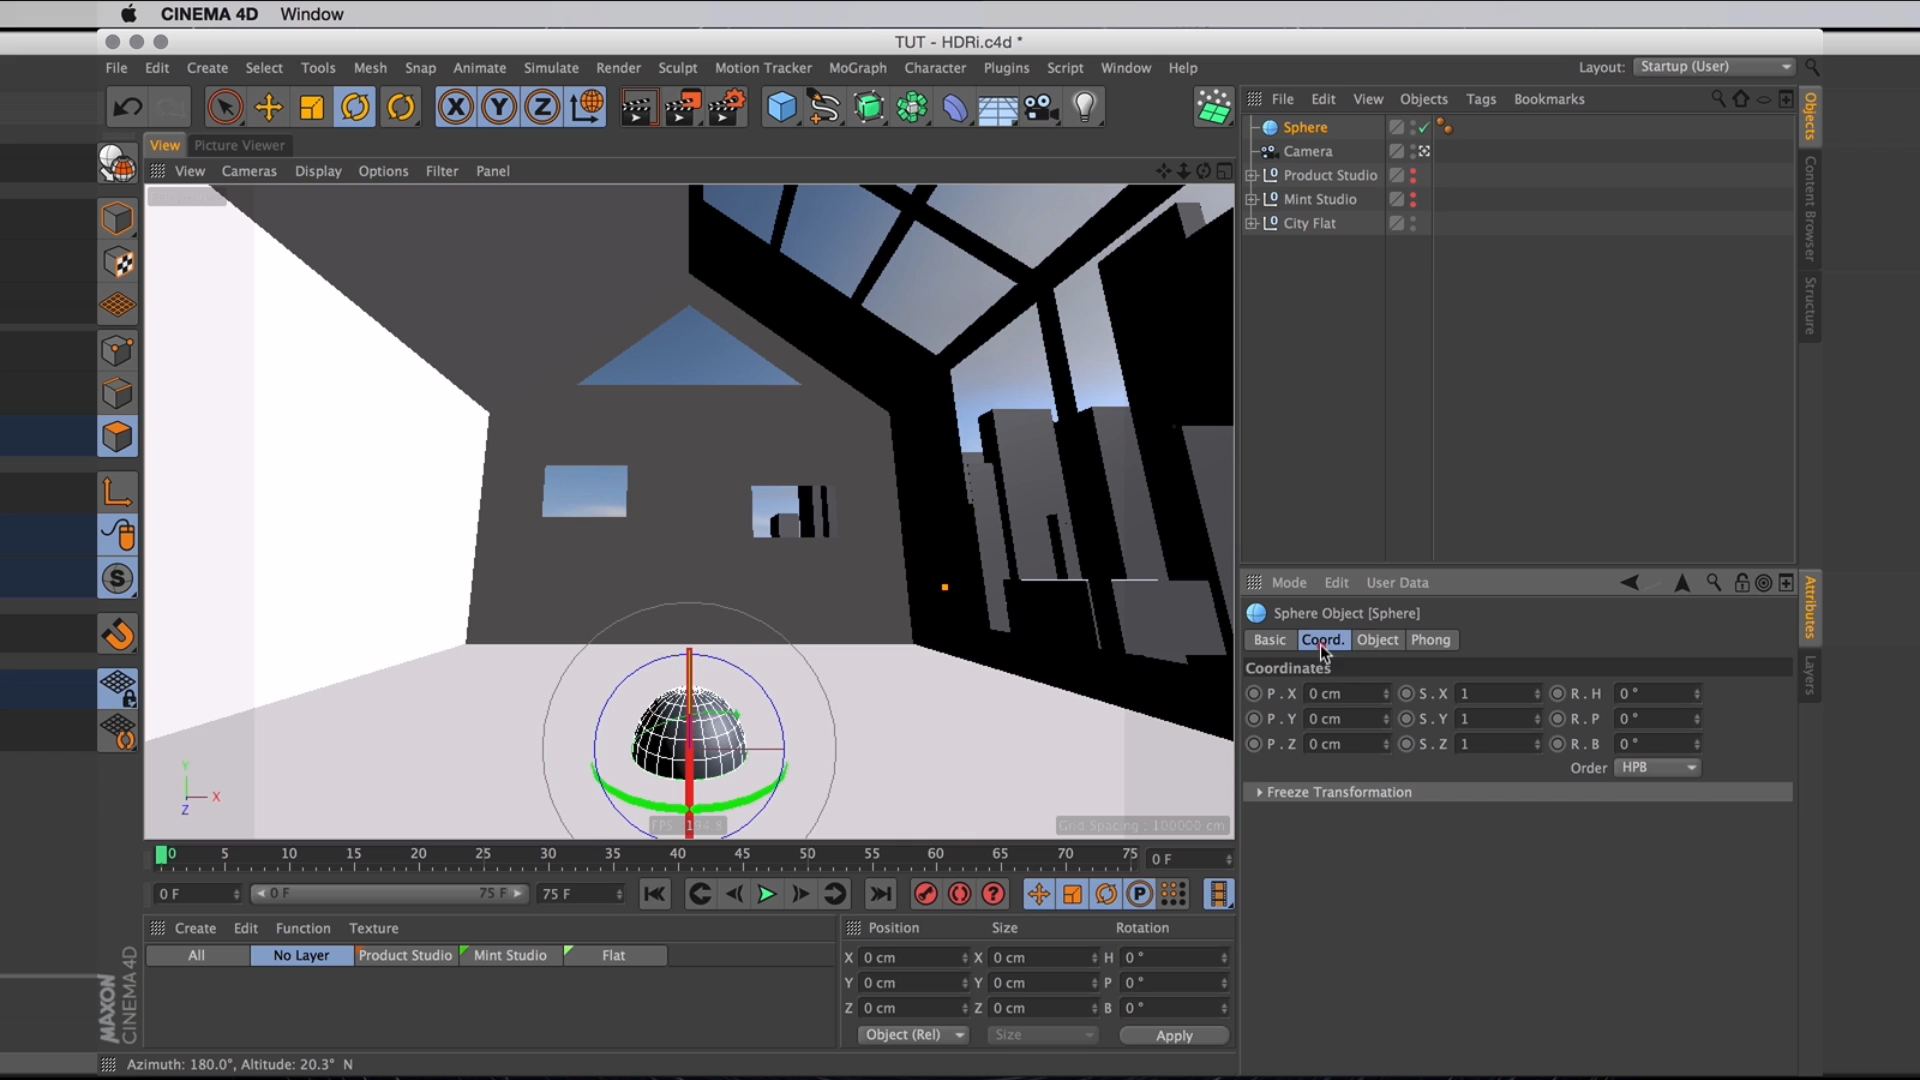 CINEMA 4D Window
TUT - HDRi.c4d *
File Edit Create Select Tools Mesh Snap Animate Simulate Render Sculpt Motion Tracker MoGraph Character Plugins Script Window Help Layout: Startup (User)
File Edit View Objects Tags Bookmarks
View Picture Viewer
View Cameras Display Options Filter Panel
Sphere
Camera
Product Studio
Mint Studio
City Flat
Objects
Content Browser
Structure
Mode Edit User Data
Sphere Object [Sphere]
Basic Coord. Object Phong
Coordinates
P . X 0 cm S . X 1 R . H 0 °
P . Y 0 cm S . Y 1 R . P 0 °
P . Z 0 cm S . Z 1 R . B 0 °
Order HPB
Freeze Transformation
Attributes
Layers
Y
X
Z
Grid Spacing : 100000 cm
0 5 10 15 20 25 30 35 40 45 50 55 60 65 70 75 0 F
0 F 0 F 75 F 75 F
Create Edit Function Texture
All No Layer Product Studio Mint Studio Flat
Position Size Rotation
X 0 cm X 0 cm H 0 °
Y 0 cm Y 0 cm P 0 °
Z 0 cm Z 0 cm B 0 °
Object (Rel) Size Apply
MAXON
CINEMA 4D
Azimuth: 180.0°, Altitude: 20.3° N